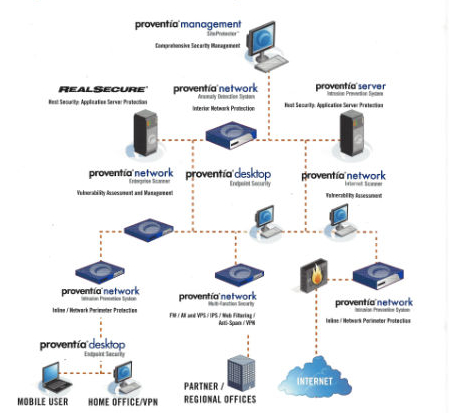 proventia management
SiteProtector™
Comprehensive Security Management
REALSECURE®
Host Security: Application Server Protection
proventia network
Anomaly Detection System
Interior Network Protection
proventia server
Intrusion Prevention System
Host Security: Application Server Protection
proventia network
Enterprise Scanner
Vulnerability Assessment and Management
proventia desktop
Endpoint Security
proventia network
Internet Scanner
Vulnerability Assessment
proventia network
Intrusion Prevention System
Inline / Network Perimeter Protection
proventia network
Multi-Function Security
FW / AV and VPS / IPS / Web Filtering /
Anti-Spam / VPN
proventia network
Intrusion Prevention System
Inline / Network Perimeter Protection
proventia desktop
Endpoint Security
MOBILE USER
HOME OFFICE/VPN
PARTNER /
REGIONAL OFFICES
INTERNET